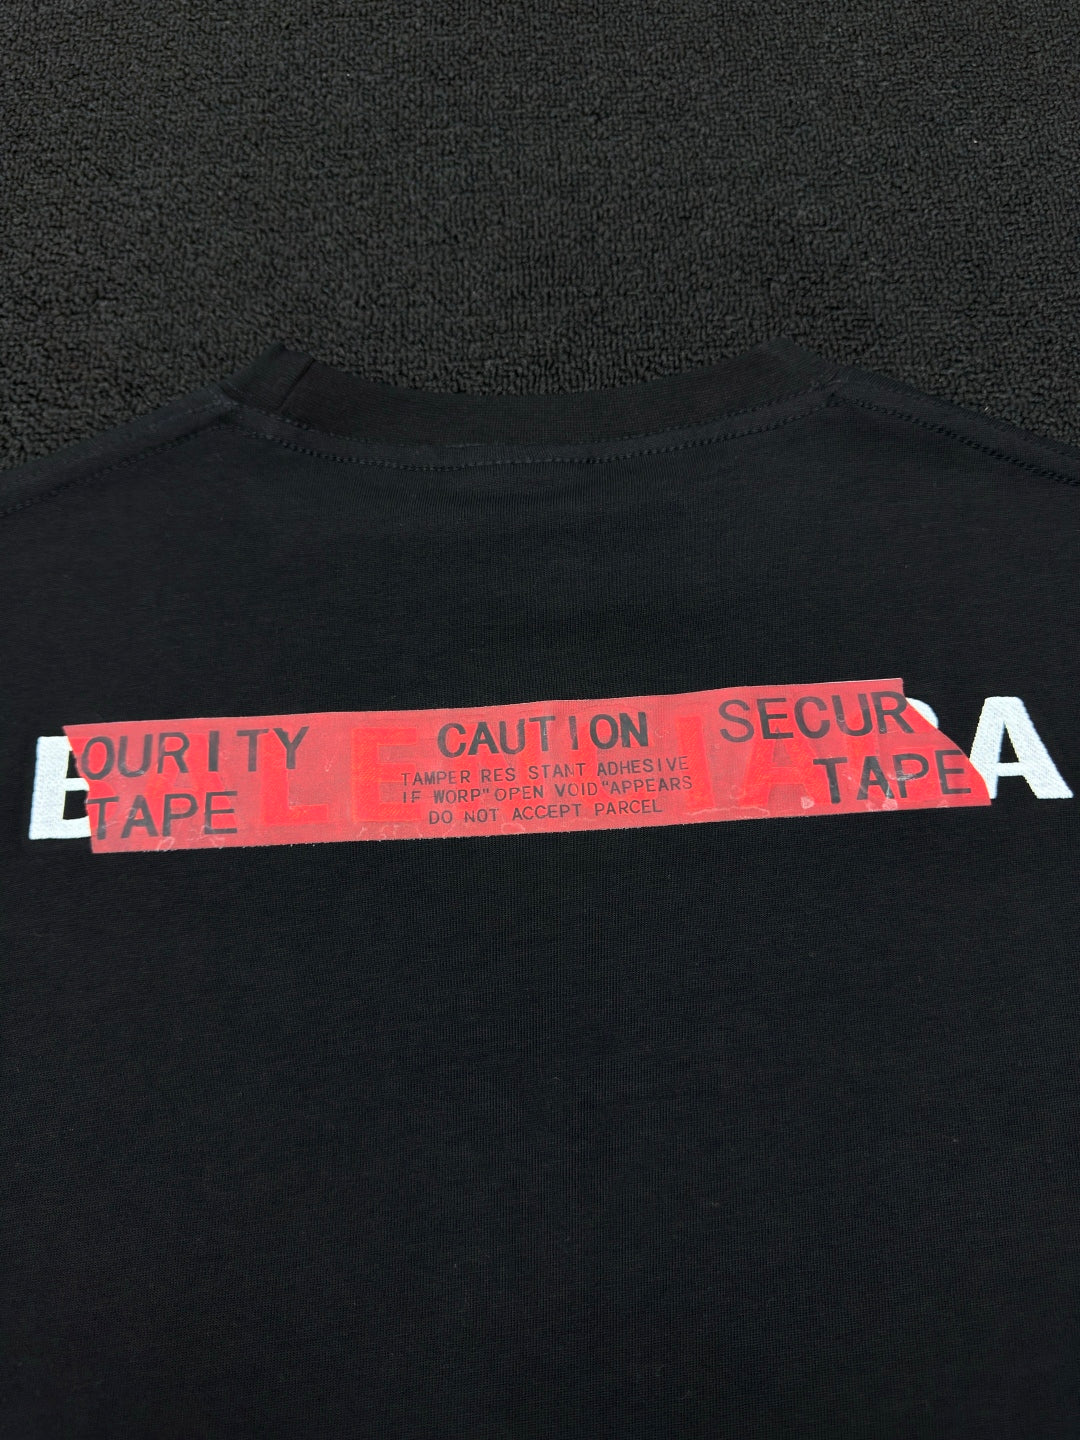 OURITY
TAPE
CAUTION
TAMPER RES STANT ADHESIVE
IF WORP" OPEN VOID "APPEARS
DO NOT ACCEPT PARCEL
SECUR
TAPE